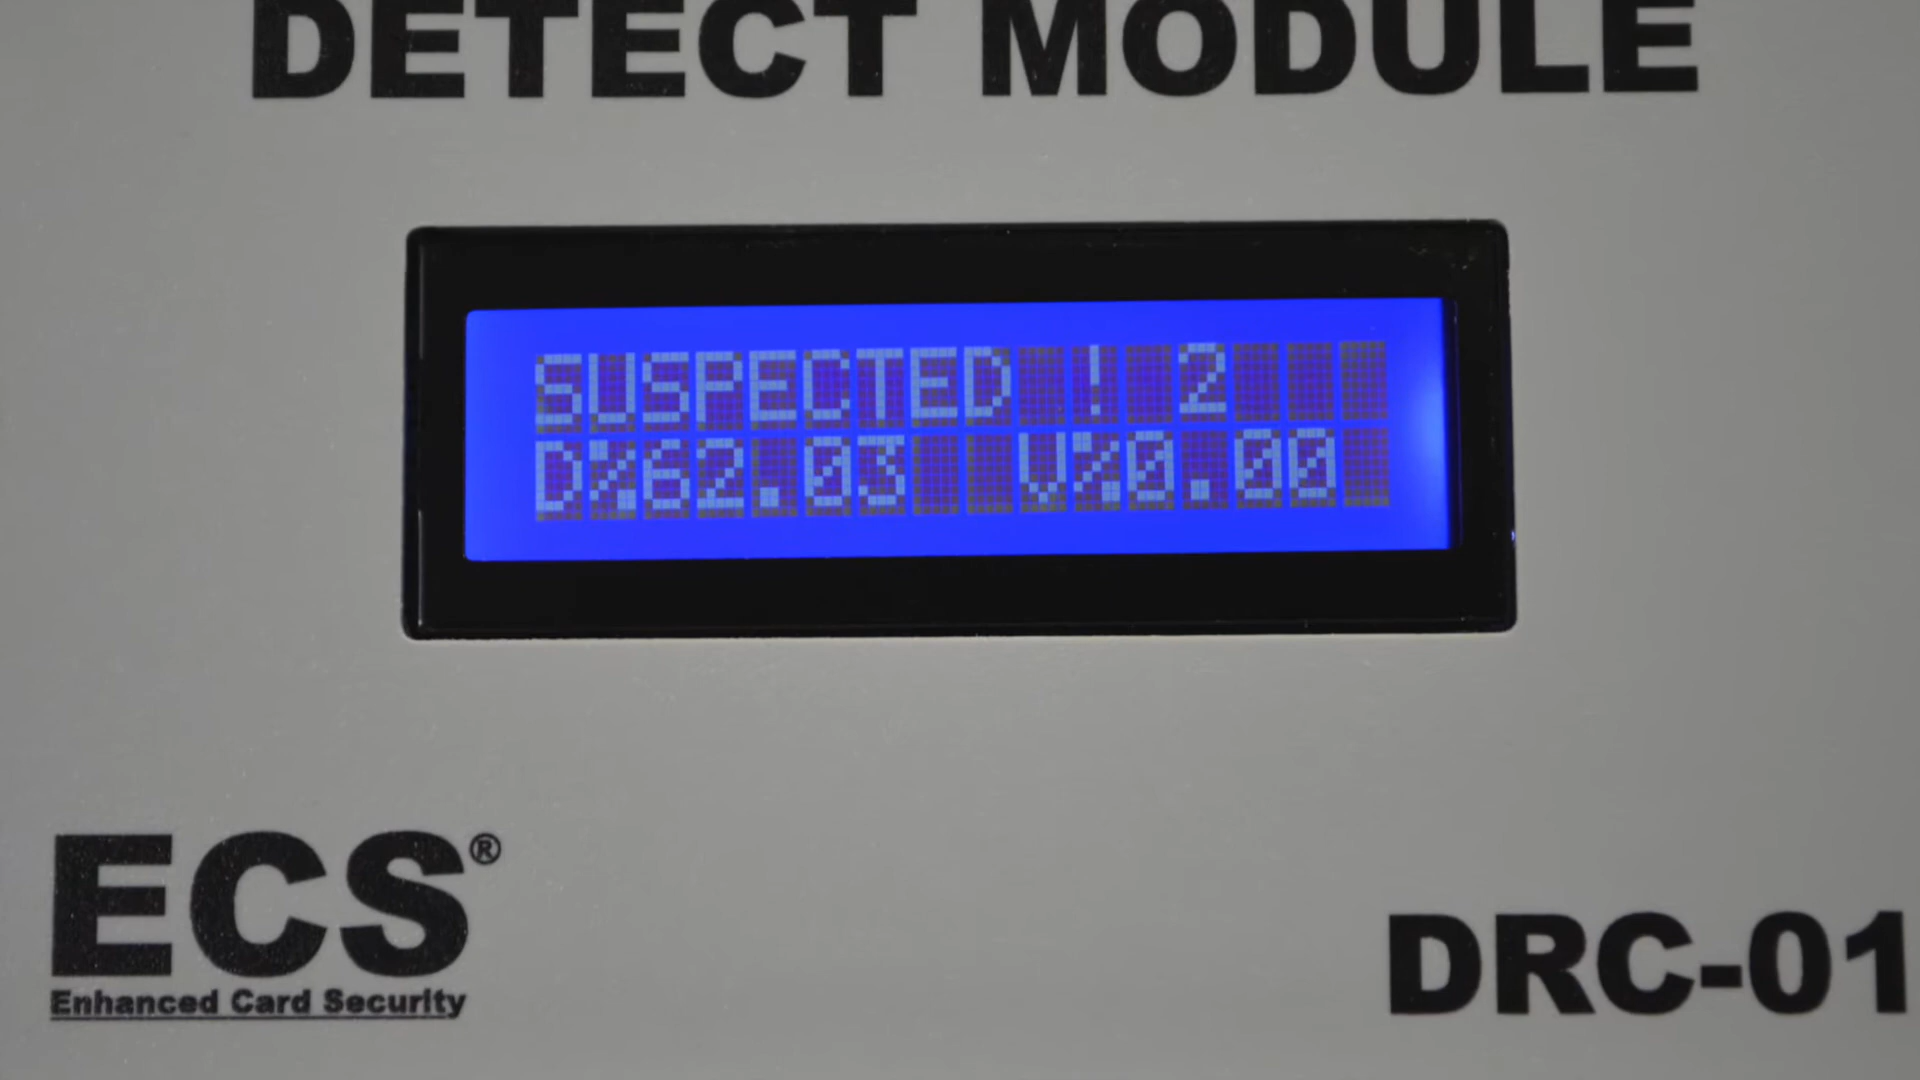 DETECT MODULE
SUSPECTED ! 2
D%62.03  V%0.00
ECS®
Enhanced Card Security
DRC-01